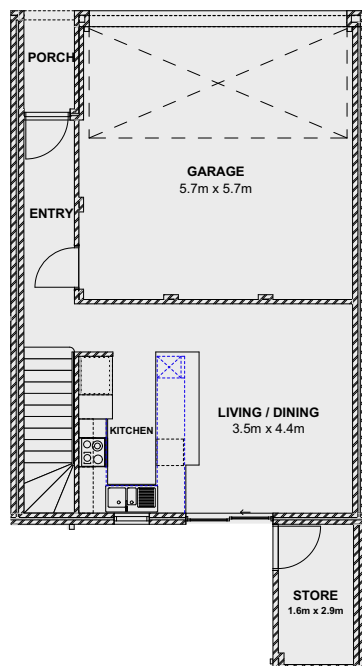 PORCH
GARAGE
5.7m x 5.7m
ENTRY
LIVING / DINING
3.5m x 4.4m
KITCHEN
STORE
1.6m x 2.9m